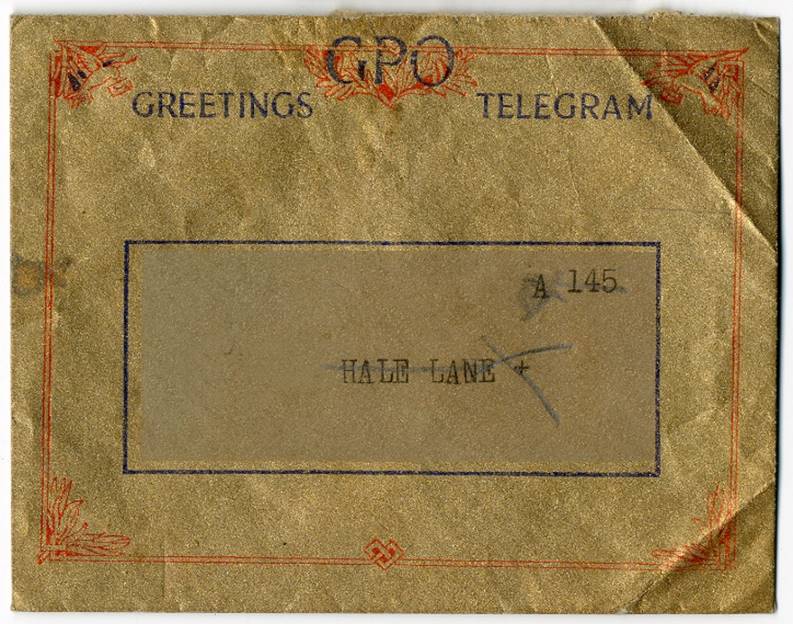 GPO
GREETINGS TELEGRAM
A 145
HALE LANE +